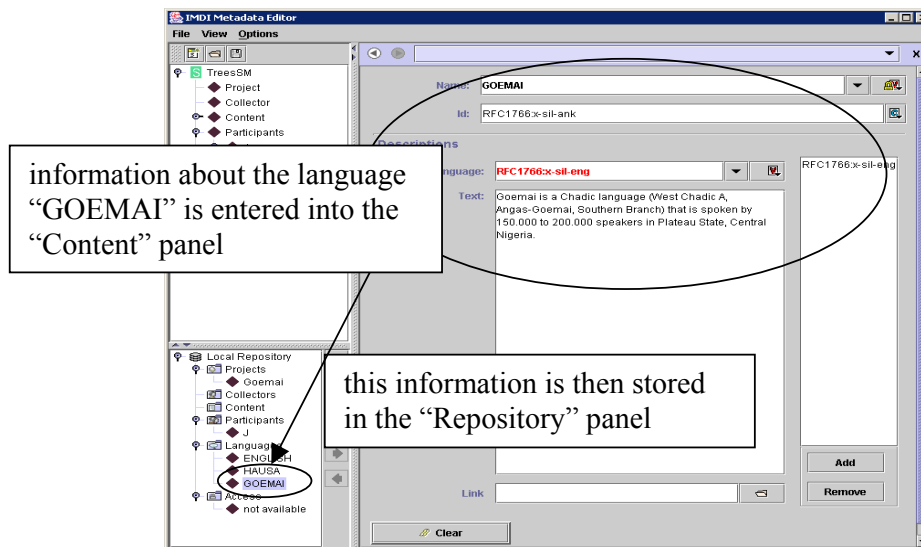 IMDI Metadata Editor
File View Options
TreesSM
Project
Collector
Content
Participants
Name: GOEMAI
Id: RFC1766:x-sil-ank
Descriptions
RFC1766:x-sil-eng
RFC1766:x-sil-eng
Text: Goemai is a Chadic language (West Chadic A,
Angas-Goemai, Southern Branch) that is spoken by
150.000 to 200.000 speakers in Plateau State, Central
Nigeria.
information about the language
“GOEMAI” is entered into the
“Content” panel
Local Repository
Projects
Goemai
Collectors
Content
Participants
J
Languages
ENGLISH
HAUSA
GOEMAI
Access
not available
this information is then stored
in the “Repository” panel
Add
Remove
Link
Clear